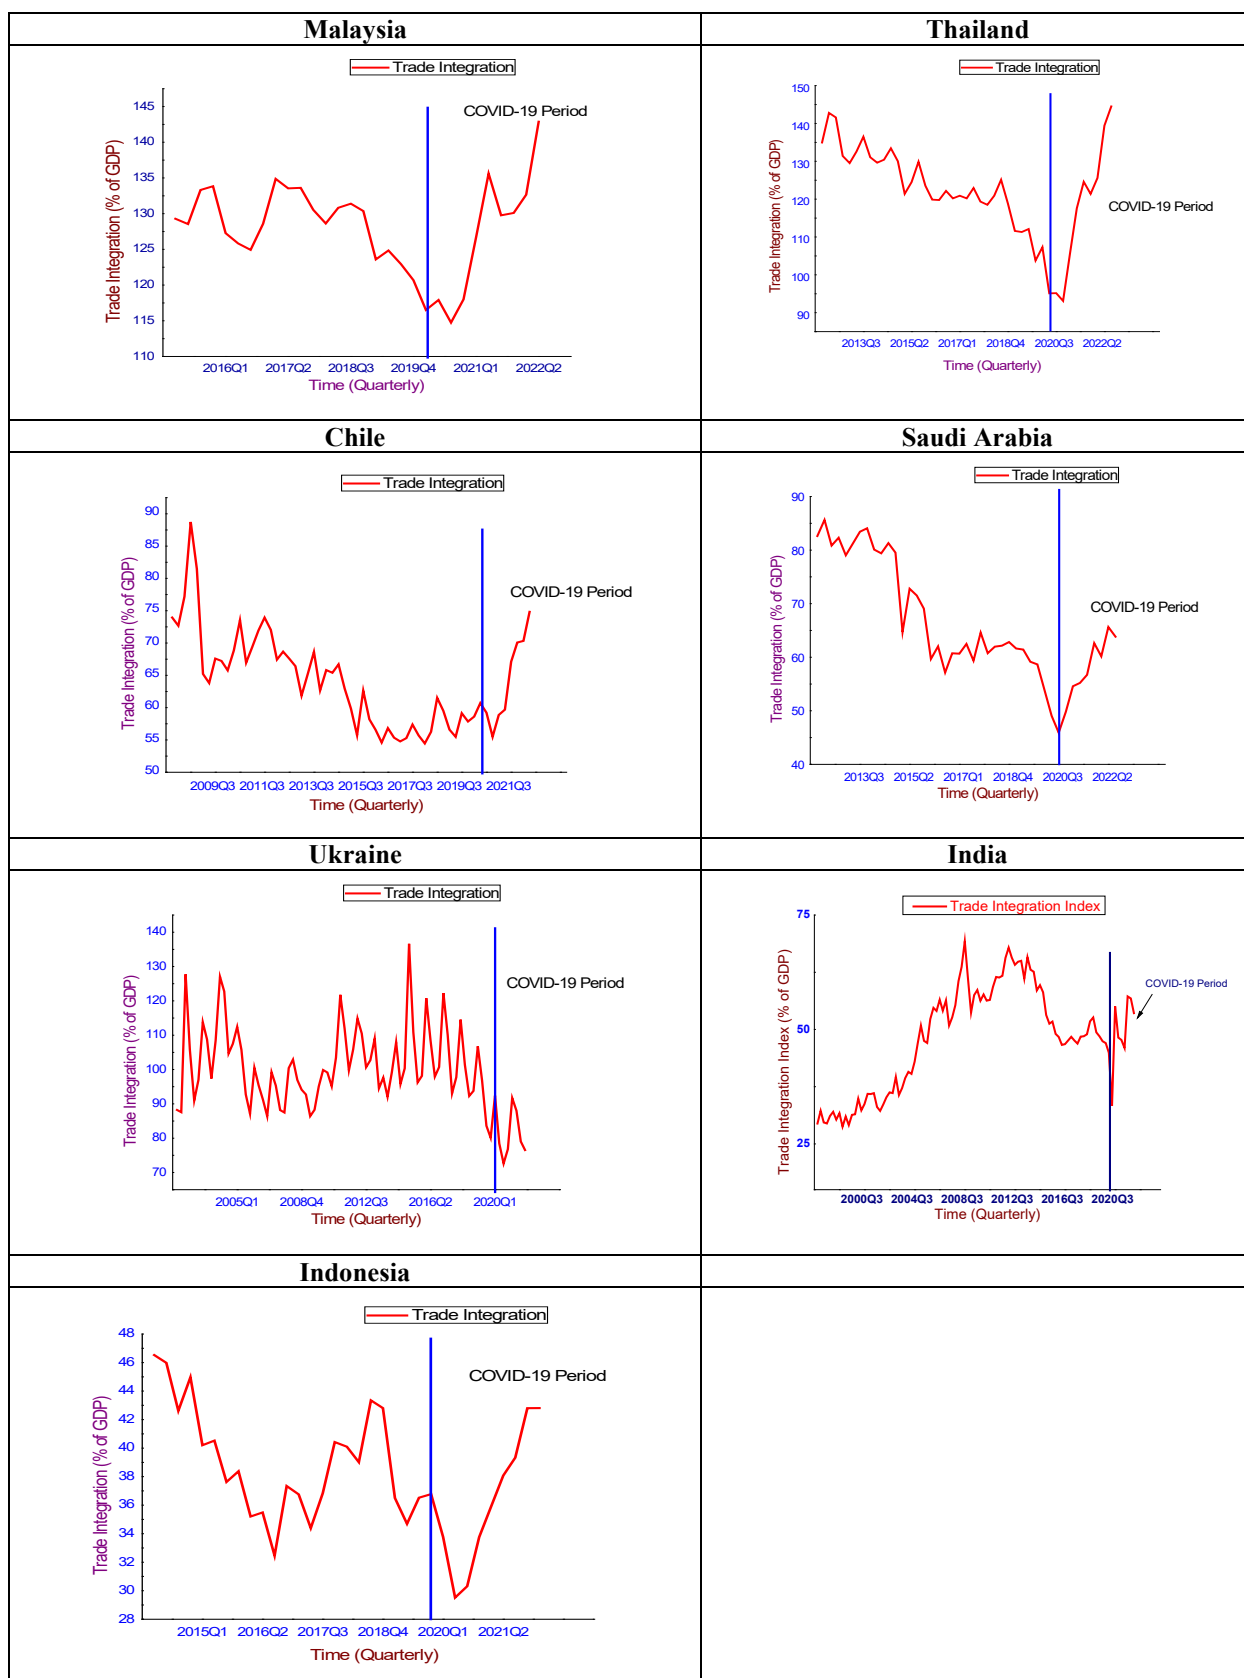 Malaysia
Trade Integration
COVID-19 Period
Trade Integration (% of GDP)
145
140
135
130
125
120
115
110
2016Q1 2017Q2 2018Q3 2019Q4 2021Q1 2022Q2
Time (Quarterly)
Thailand
Trade Integration
COVID-19 Period
Trade Integration (% of GDP)
150
140
130
120
110
100
90
2013Q3 2015Q2 2017Q1 2018Q4 2020Q3 2022Q2
Time (Quarterly)
Chile
Trade Integration
COVID-19 Period
Trade Integration (% of GDP)
90
85
80
75
70
65
60
55
50
2009Q3 2011Q3 2013Q3 2015Q3 2017Q3 2019Q3 2021Q3
Time (Quarterly)
Saudi Arabia
Trade Integration
COVID-19 Period
Trade Integration (% of GDP)
90
80
70
60
50
40
2013Q3 2015Q2 2017Q1 2018Q4 2020Q3 2022Q2
Time (Quarterly)
Ukraine
Trade Integration
COVID-19 Period
Trade Integration (% of GDP)
140
130
120
110
100
90
80
70
2005Q1 2008Q4 2012Q3 2016Q2 2020Q1
Time (Quarterly)
India
Trade Integration Index
COVID-19 Period
Trade Integration Index (% of GDP)
75
50
25
2000Q3 2004Q3 2008Q3 2012Q3 2016Q3 2020Q3
Time (Quarterly)
Indonesia
Trade Integration
COVID-19 Period
Trade Integration (% of GDP)
48
46
44
42
40
38
36
34
32
30
28
2015Q1 2016Q2 2017Q3 2018Q4 2020Q1 2021Q2
Time (Quarterly)